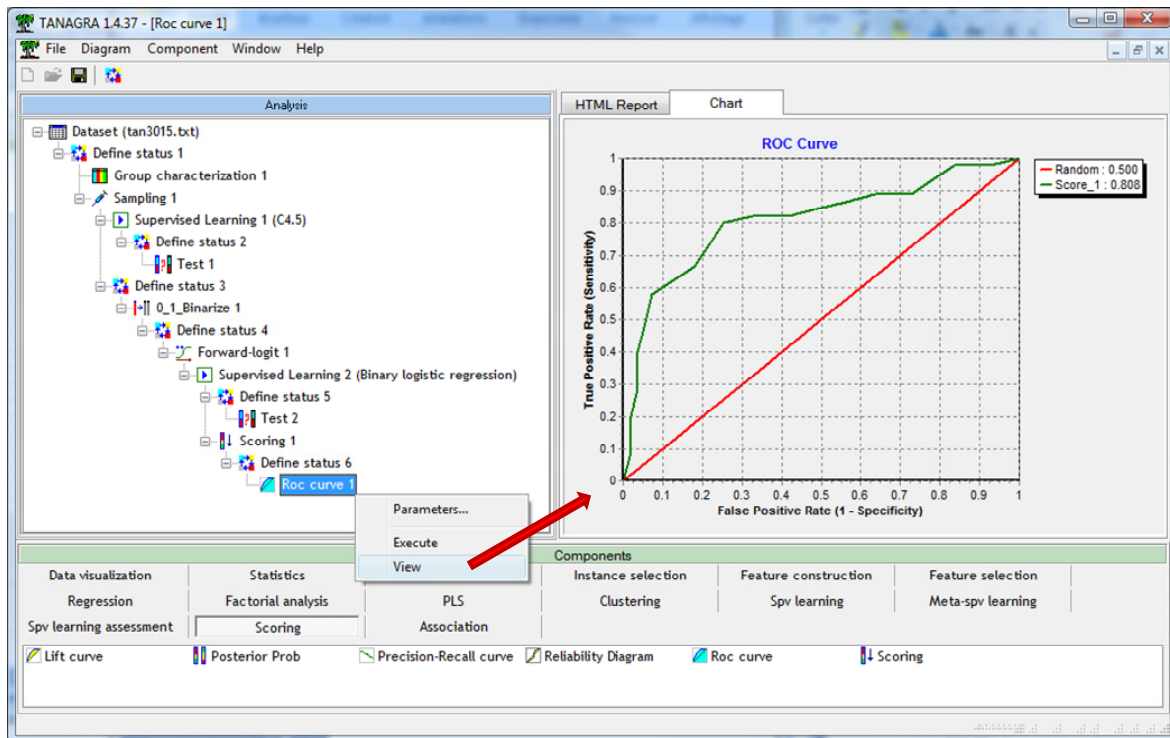 TANAGRA 1.4.37 - [Roc curve 1]
File Diagram Component Window Help
Analysis
Dataset (tan3015.txt)
Define status 1
Group characterization 1
Sampling 1
Supervised Learning 1 (C4.5)
Define status 2
Test 1
Define status 3
0_1_Binarize 1
Define status 4
Forward-logit 1
Supervised Learning 2 (Binary logistic regression)
Define status 5
Test 2
Scoring 1
Define status 6
Roc curve 1
Parameters...
Execute
View
HTML Report Chart
ROC Curve
Random : 0.500
Score_1 : 0.808
True Positive Rate (Sensitivity)
1
0.9
0.8
0.7
0.6
0.5
0.4
0.3
0.2
0.1
0
0 0.1 0.2 0.3 0.4 0.5 0.6 0.7 0.8 0.9 1
False Positive Rate (1 - Specificity)
Components
Data visualization Statistics Instance selection Feature construction Feature selection
Regression Factorial analysis PLS Clustering Spv learning Meta-spv learning
Spv learning assessment Scoring Association
Lift curve Posterior Prob Precision-Recall curve Reliability Diagram Roc curve Scoring